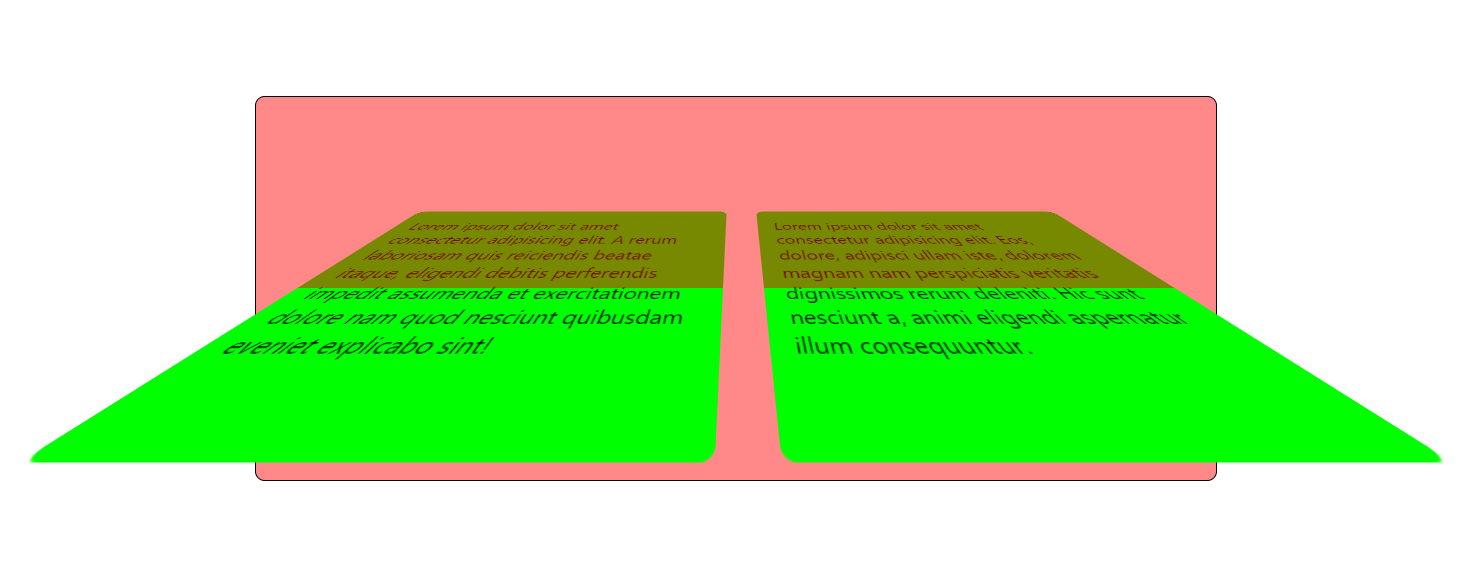 Lorem ipsum dolor sit amet
consectetur adipisicing elit. A rerum
laboriosam quis reiciendis beatae
itaque, eligendi debitis perferendis
impedit assumenda et exercitationem
dolore nam quod nesciunt quibusdam
eveniet explicabo sint!
Lorem ipsum dolor sit amet
consectetur adipisicing elit. Eos,
dolore, adipisci ullam iste, dolorem
magnam nam perspiciatis veritatis
dignissimos rerum deleniti. Hic sunt
nesciunt a, animi eligendi aspernatur
illum consequuntur.